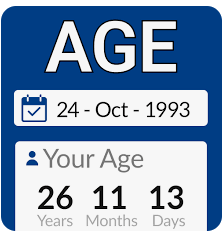 AGE
24 - Oct - 1993
Your Age
26 11 13
Years Months Days